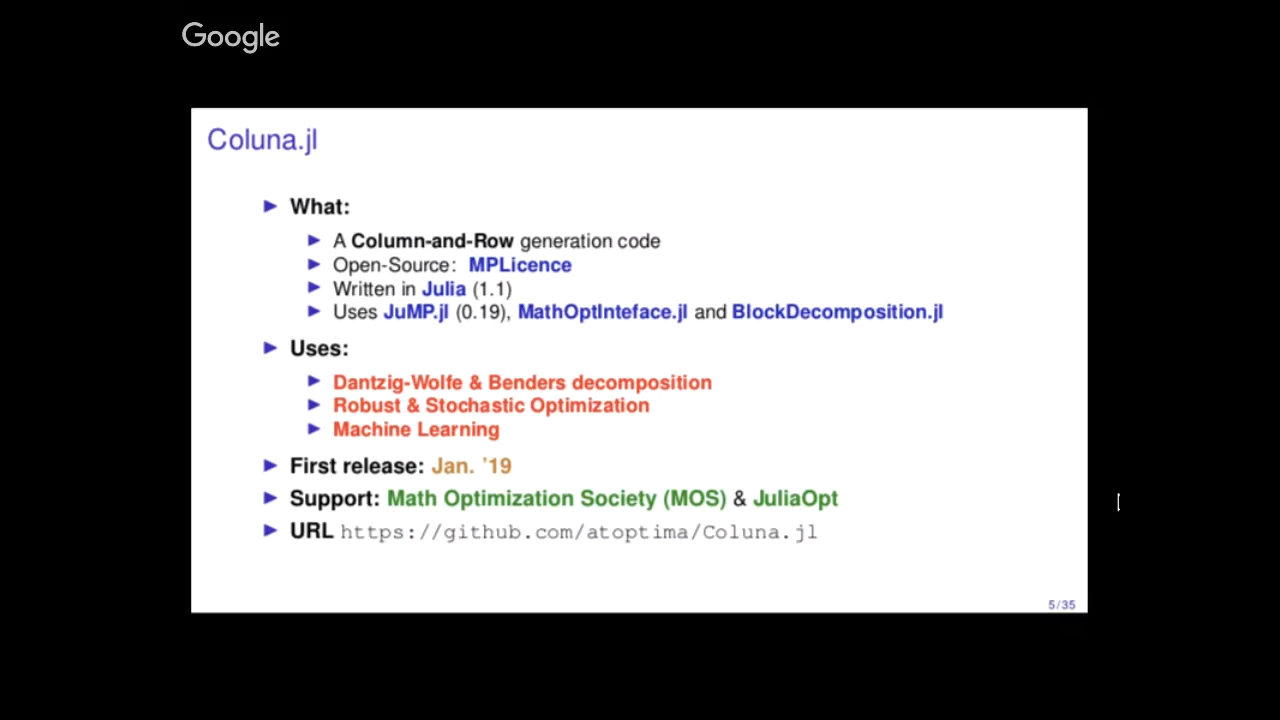 Google
Coluna.jl
What:
A Column-and-Row generation code
Open-Source: MPLicence
Written in Julia (1.1)
Uses JuMP.jl (0.19), MathOptInteface.jl and BlockDecomposition.jl
Uses:
Dantzig-Wolfe & Benders decomposition
Robust & Stochastic Optimization
Machine Learning
First release: Jan. '19
Support: Math Optimization Society (MOS) & JuliaOpt
URL https://github.com/atoptima/Coluna.jl
5/35